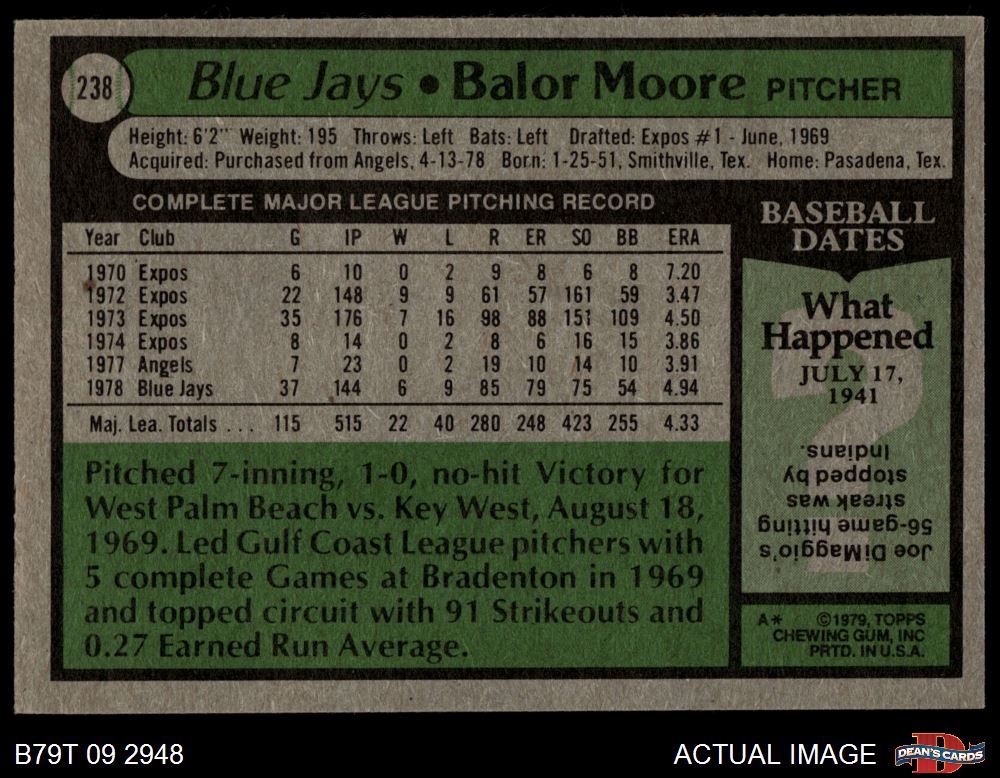 238
Blue Jays • Balor Moore PITCHER
Height: 6'2" Weight: 195 Throws: Left Bats: Left Drafted: Expos #1 - June, 1969
Acquired: Purchased from Angels, 4-13-78 Born: 1-25-51, Smithville, Tex. Home: Pasadena, Tex.
COMPLETE MAJOR LEAGUE PITCHING RECORD
Year Club G IP W L R ER SO BB ERA
1970 Expos 6 10 0 2 9 8 6 8 7.20
1972 Expos 22 148 9 9 61 57 161 59 3.47
1973 Expos 35 176 7 16 98 88 151 109 4.50
1974 Expos 8 14 0 2 8 6 16 15 3.86
1977 Angels 7 23 0 2 19 10 14 10 3.91
1978 Blue Jays 37 144 6 9 85 79 75 54 4.94
Maj. Lea. Totals . . . 115 515 22 40 280 248 423 255 4.33
Pitched 7-inning, 1-0, no-hit Victory for
West Palm Beach vs. Key West, August 18,
1969. Led Gulf Coast League pitchers with
5 complete Games at Bradenton in 1969
and topped circuit with 91 Strikeouts and
0.27 Earned Run Average.
BASEBALL
DATES
What
Happened
JULY 17,
1941
Joe DiMaggio's
56-game hitting
streak was
stopped by
Indians.
A* ©1979, TOPPS
CHEWING GUM, INC
PRTD. IN U.S.A.
B79T 09 2948
ACTUAL IMAGE
DEAN'S CARDS